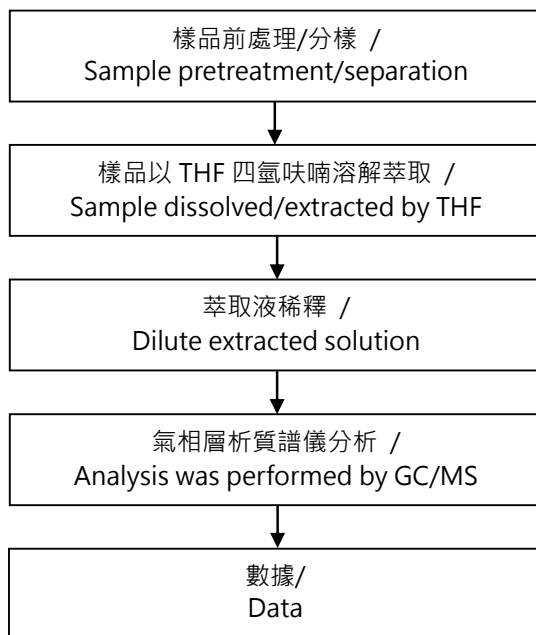 樣品前處理/分樣 /
Sample pretreatment/separation
樣品以 THF 四氫呋喃溶解萃取 /
Sample dissolved/extracted by THF
萃取液稀釋 /
Dilute extracted solution
氣相層析質譜儀分析 /
Analysis was performed by GC/MS
數據/
Data